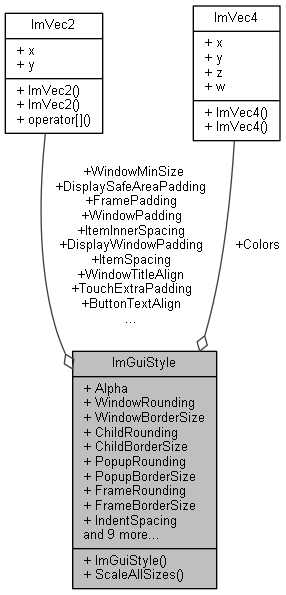 ImVec2
+ x
+ y
+ ImVec2()
+ ImVec2()
+ operator[]()
ImVec4
+ x
+ y
+ z
+ w
+ ImVec4()
+ ImVec4()
+WindowMinSize
+DisplaySafeAreaPadding
+FramePadding
+WindowPadding
+ItemInnerSpacing
+DisplayWindowPadding
+ItemSpacing
+WindowTitleAlign
+TouchExtraPadding
+ButtonTextAlign
...
+Colors
ImGuiStyle
+ Alpha
+ WindowRounding
+ WindowBorderSize
+ ChildRounding
+ ChildBorderSize
+ PopupRounding
+ PopupBorderSize
+ FrameRounding
+ FrameBorderSize
+ IndentSpacing
and 9 more...
+ ImGuiStyle()
+ ScaleAllSizes()